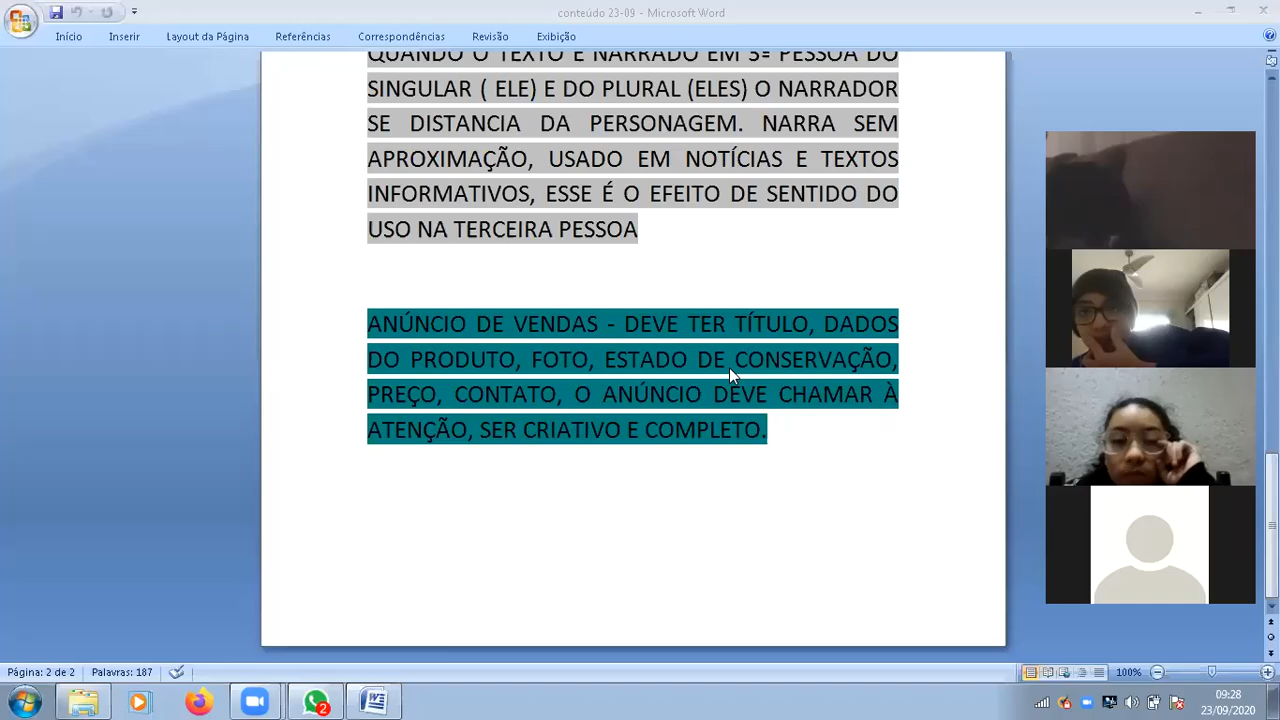 conteúdo 23-09 - Microsoft Word
Início Inserir Layout da Página Referências Correspondências Revisão Exibição
QUANDO O TEXTO É NARRADO EM 3ª PESSOA DO
SINGULAR ( ELE) E DO PLURAL (ELES) O NARRADOR
SE DISTANCIA DA PERSONAGEM. NARRA SEM
APROXIMAÇÃO, USADO EM NOTÍCIAS E TEXTOS
INFORMATIVOS, ESSE É O EFEITO DE SENTIDO DO
USO NA TERCEIRA PESSOA
ANÚNCIO DE VENDAS - DEVE TER TÍTULO, DADOS
DO PRODUTO, FOTO, ESTADO DE CONSERVAÇÃO,
PREÇO, CONTATO, O ANÚNCIO DEVE CHAMAR À
ATENÇÃO, SER CRIATIVO E COMPLETO.
Página: 2 de 2 Palavras: 187 100%
2
09:28
23/09/2020